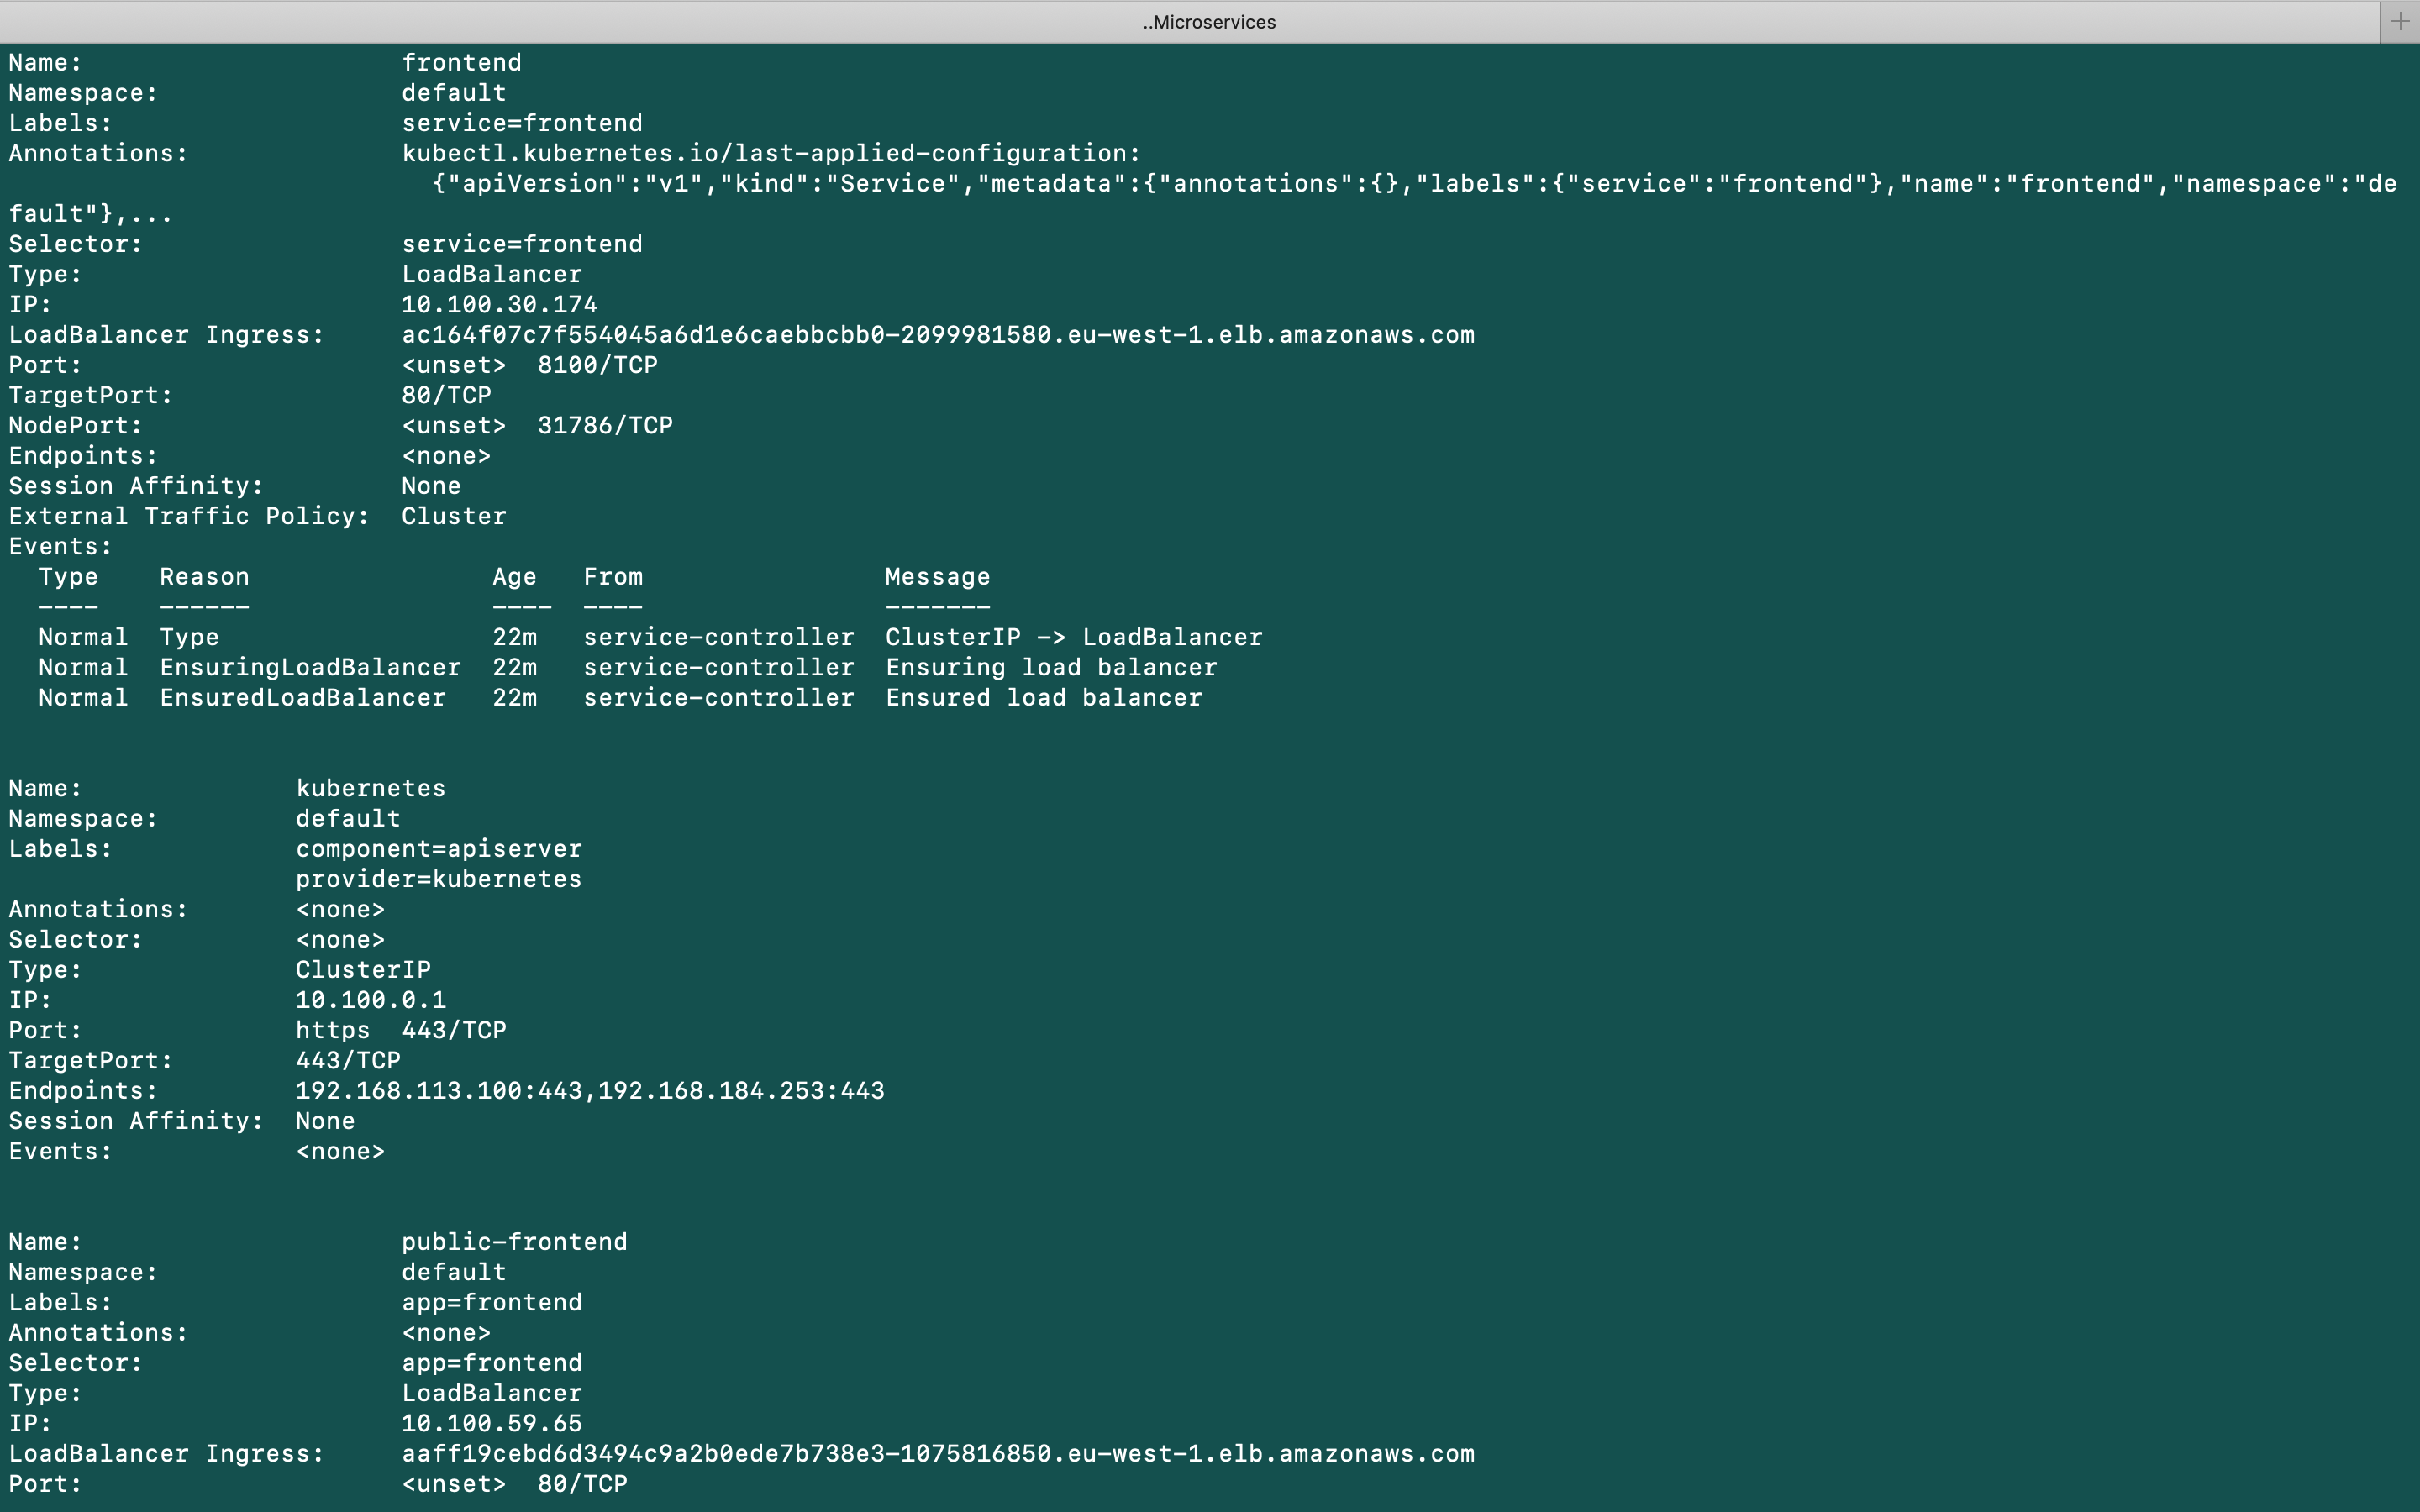 ..Microservices
Name:                     frontend
Namespace:                default
Labels:                   service=frontend
Annotations:              kubectl.kubernetes.io/last-applied-configuration:
                            {"apiVersion":"v1","kind":"Service","metadata":{"annotations":{},"labels":{"service":"frontend"},"name":"frontend","namespace":"de
fault"},...
Selector:                 service=frontend
Type:                     LoadBalancer
IP:                       10.100.30.174
LoadBalancer Ingress:     ac164f07c7f554045a6d1e6caebbcbb0-2099981580.eu-west-1.elb.amazonaws.com
Port:                     <unset>  8100/TCP
TargetPort:               80/TCP
NodePort:                 <unset>  31786/TCP
Endpoints:                <none>
Session Affinity:         None
External Traffic Policy:  Cluster
Events:
  Type    Reason                Age   From                Message
  ----    ------                ----  ----                -------
  Normal  Type                  22m   service-controller  ClusterIP -> LoadBalancer
  Normal  EnsuringLoadBalancer  22m   service-controller  Ensuring load balancer
  Normal  EnsuredLoadBalancer   22m   service-controller  Ensured load balancer
Name:              kubernetes
Namespace:         default
Labels:            component=apiserver
                   provider=kubernetes
Annotations:       <none>
Selector:          <none>
Type:              ClusterIP
IP:                10.100.0.1
Port:              https  443/TCP
TargetPort:        443/TCP
Endpoints:         192.168.113.100:443,192.168.184.253:443
Session Affinity:  None
Events:            <none>
Name:                     public-frontend
Namespace:                default
Labels:                   app=frontend
Annotations:              <none>
Selector:                 app=frontend
Type:                     LoadBalancer
IP:                       10.100.59.65
LoadBalancer Ingress:     aaff19cebd6d3494c9a2b0ede7b738e3-1075816850.eu-west-1.elb.amazonaws.com
Port:                     <unset>  80/TCP